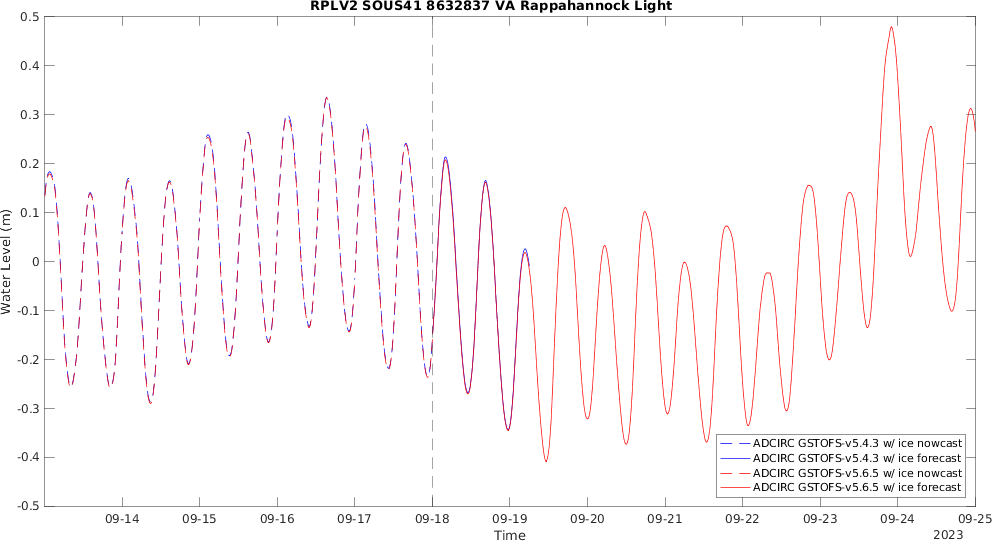 RPLV2 SOUS41 8632837 VA Rappahannock Light
0.5
0.4
0.3
0.2
0.1
0
-0.1
-0.2
-0.3
-0.4
-0.5
Water Level (m)
ADCIRC GSTOFS-v5.4.3 w/ ice nowcast
ADCIRC GSTOFS-v5.4.3 w/ ice forecast
ADCIRC GSTOFS-v5.6.5 w/ ice nowcast
ADCIRC GSTOFS-v5.6.5 w/ ice forecast
09-14 09-15 09-16 09-17 09-18 09-19 09-20 09-21 09-22 09-23 09-24 09-25
Time
2023